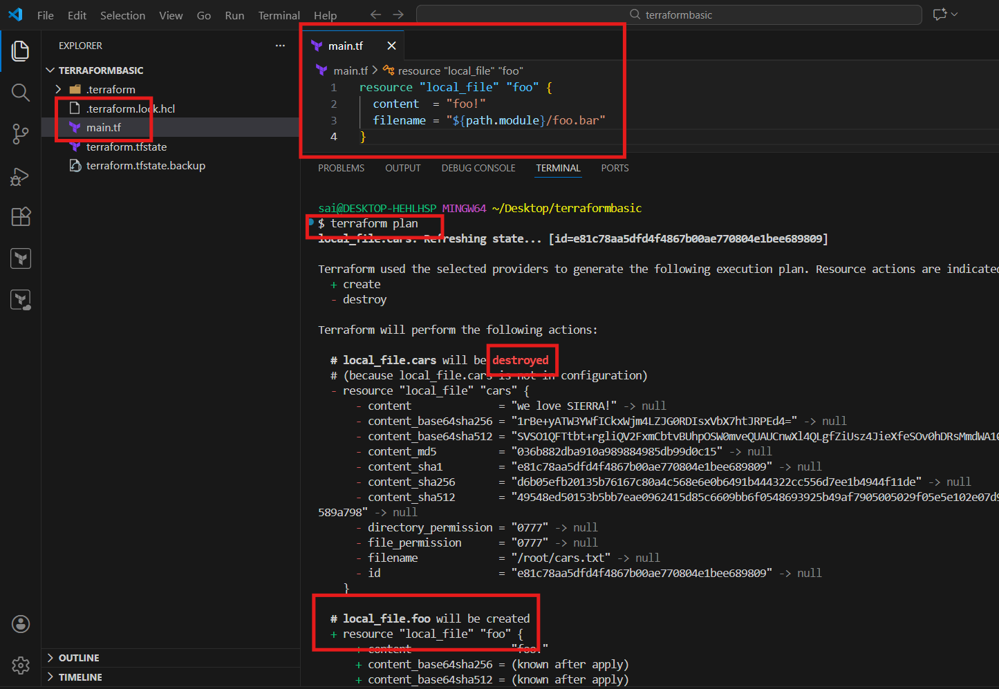 File Edit Selection View Go Run Terminal Help
terraformbasic
EXPLORER
TERRAFORMBASIC
.terraform
.terraform.lock.hcl
main.tf
terraform.tfstate
terraform.tfstate.backup
OUTLINE
TIMELINE
main.tf
main.tf > resource "local_file" "foo"
1 resource "local_file" "foo" {
2 content = "foo!"
3 filename = "${path.module}/foo.bar"
4 }
PROBLEMS OUTPUT DEBUG CONSOLE TERMINAL PORTS
sai@DESKTOP-HEHLHSP MINGW64 ~/Desktop/terraformbasic
$ terraform plan
local_file.cars: Refreshing state... [id=e81c78aa5dfd4f4867b00ae770804e1bee689809]
Terraform used the selected providers to generate the following execution plan. Resource actions are indicated
+ create
- destroy
Terraform will perform the following actions:
# local_file.cars will be destroyed
# (because local_file.cars is not in configuration)
- resource "local_file" "cars" {
- content = "we love SIERRA!" -> null
- content_base64sha256 = "1rBe+yATW3YWfICkxWjm4LZJG0RDIsxVbX7htJRPEd4=" -> null
- content_base64sha512 = "SVSO1QFTtbt+rgliQV2FxmCbtvBUhpOSW0mveQUAUCnwXl4QLgfZiUsz4JieXfeSOv0hDRsMmdWA10
- content_md5 = "036b882dba910a989884985db99d0c15" -> null
- content_sha1 = "e81c78aa5dfd4f4867b00ae770804e1bee689809" -> null
- content_sha256 = "d6b05efb20135b76167c80a4c568e6e0b6491b444322cc556d7ee1b4944f11de" -> null
- content_sha512 = "49548ed50153b5bb7eae0962415d85c6609bb6f0548693925b49af7905005029f05e5e102e07d9
589a798" -> null
- directory_permission = "0777" -> null
- file_permission = "0777" -> null
- filename = "/root/cars.txt" -> null
- id = "e81c78aa5dfd4f4867b00ae770804e1bee689809" -> null
}
# local_file.foo will be created
+ resource "local_file" "foo" {
+ content = "foo!"
+ content_base64sha256 = (known after apply)
+ content_base64sha512 = (known after apply)